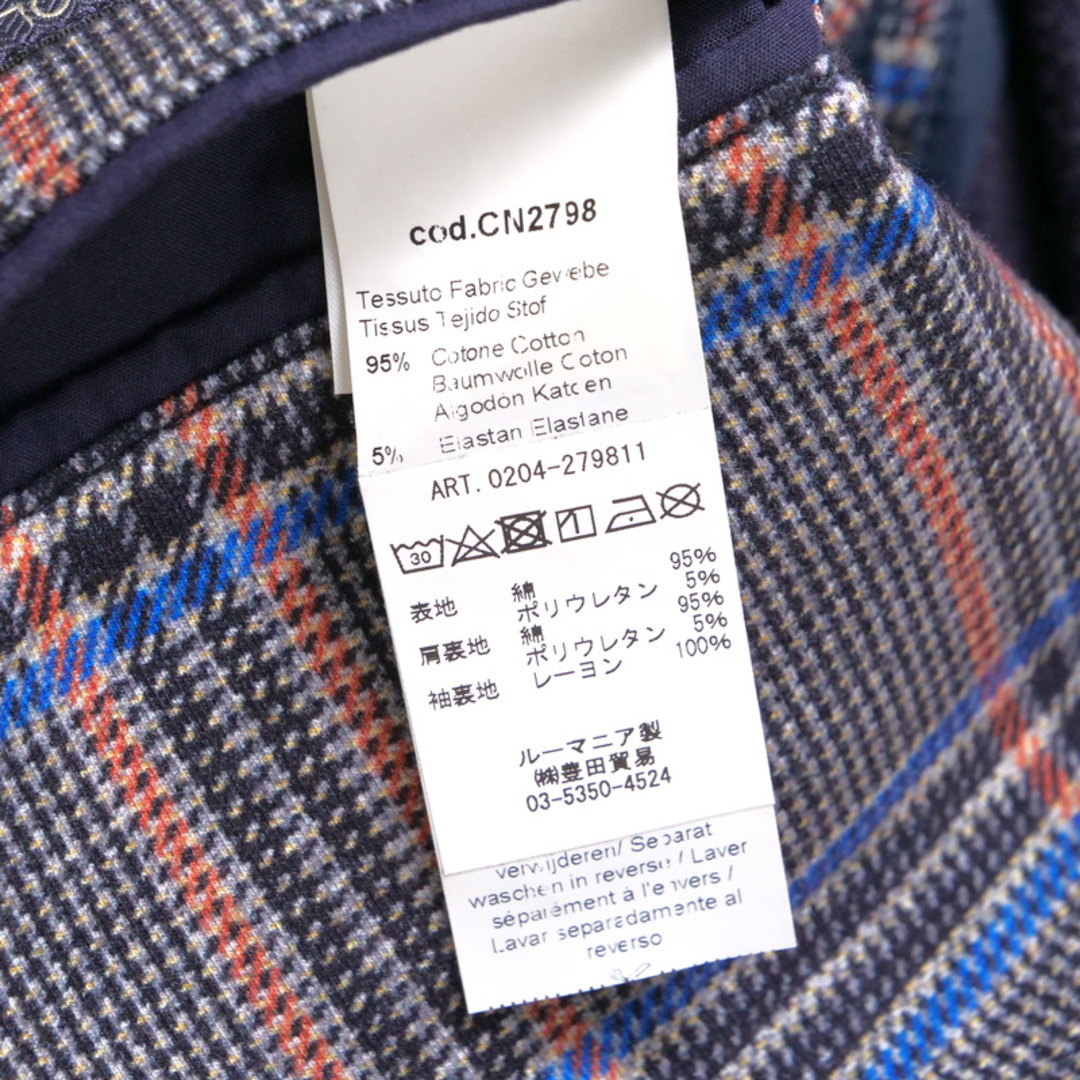 cod.CN2798
Tessuto Fabric Gewebe
Tissus Tejido Stof
95% Cotone Cotton
Baumwolle Coton
Algodón Katoen
5% Elastan Elastane
ART. 0204-279811
30
表地 綿 95%
ポリウレタン 5%
肩裏地 綿 95%
ポリウレタン 5%
袖裏地 レーヨン 100%
ルーマニア製
㈱豊田貿易
03-5350-4524
verwijderen/ Separat
waschen in reverse / Laver
séparément à l'envers /
Lavar separadamente al
reverso